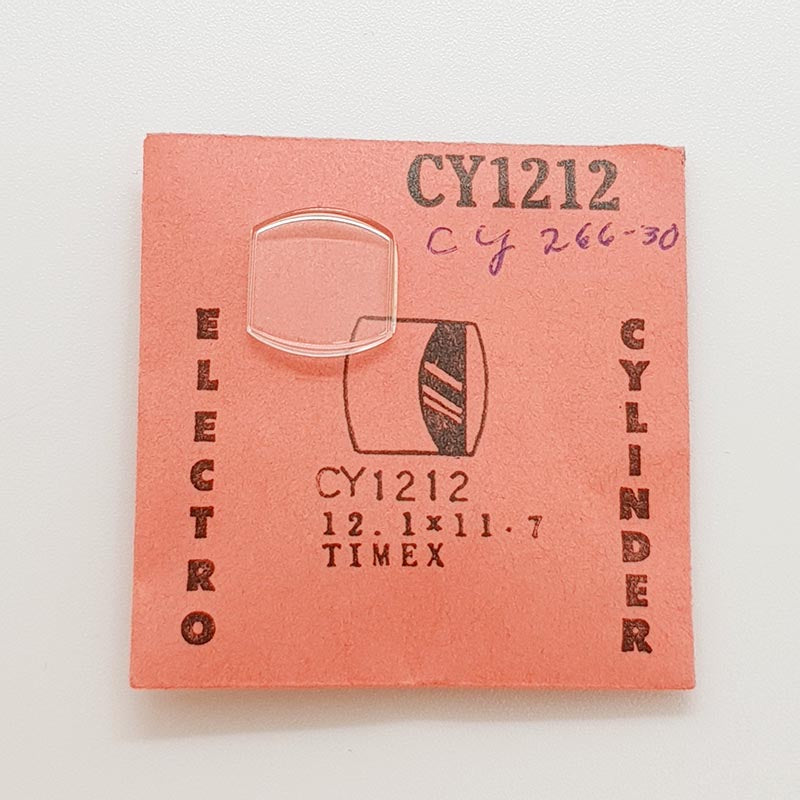 CY1212
CY 266-30
ELECTRO
CYLINDER
CY1212
12.1×11.7
TIMEX